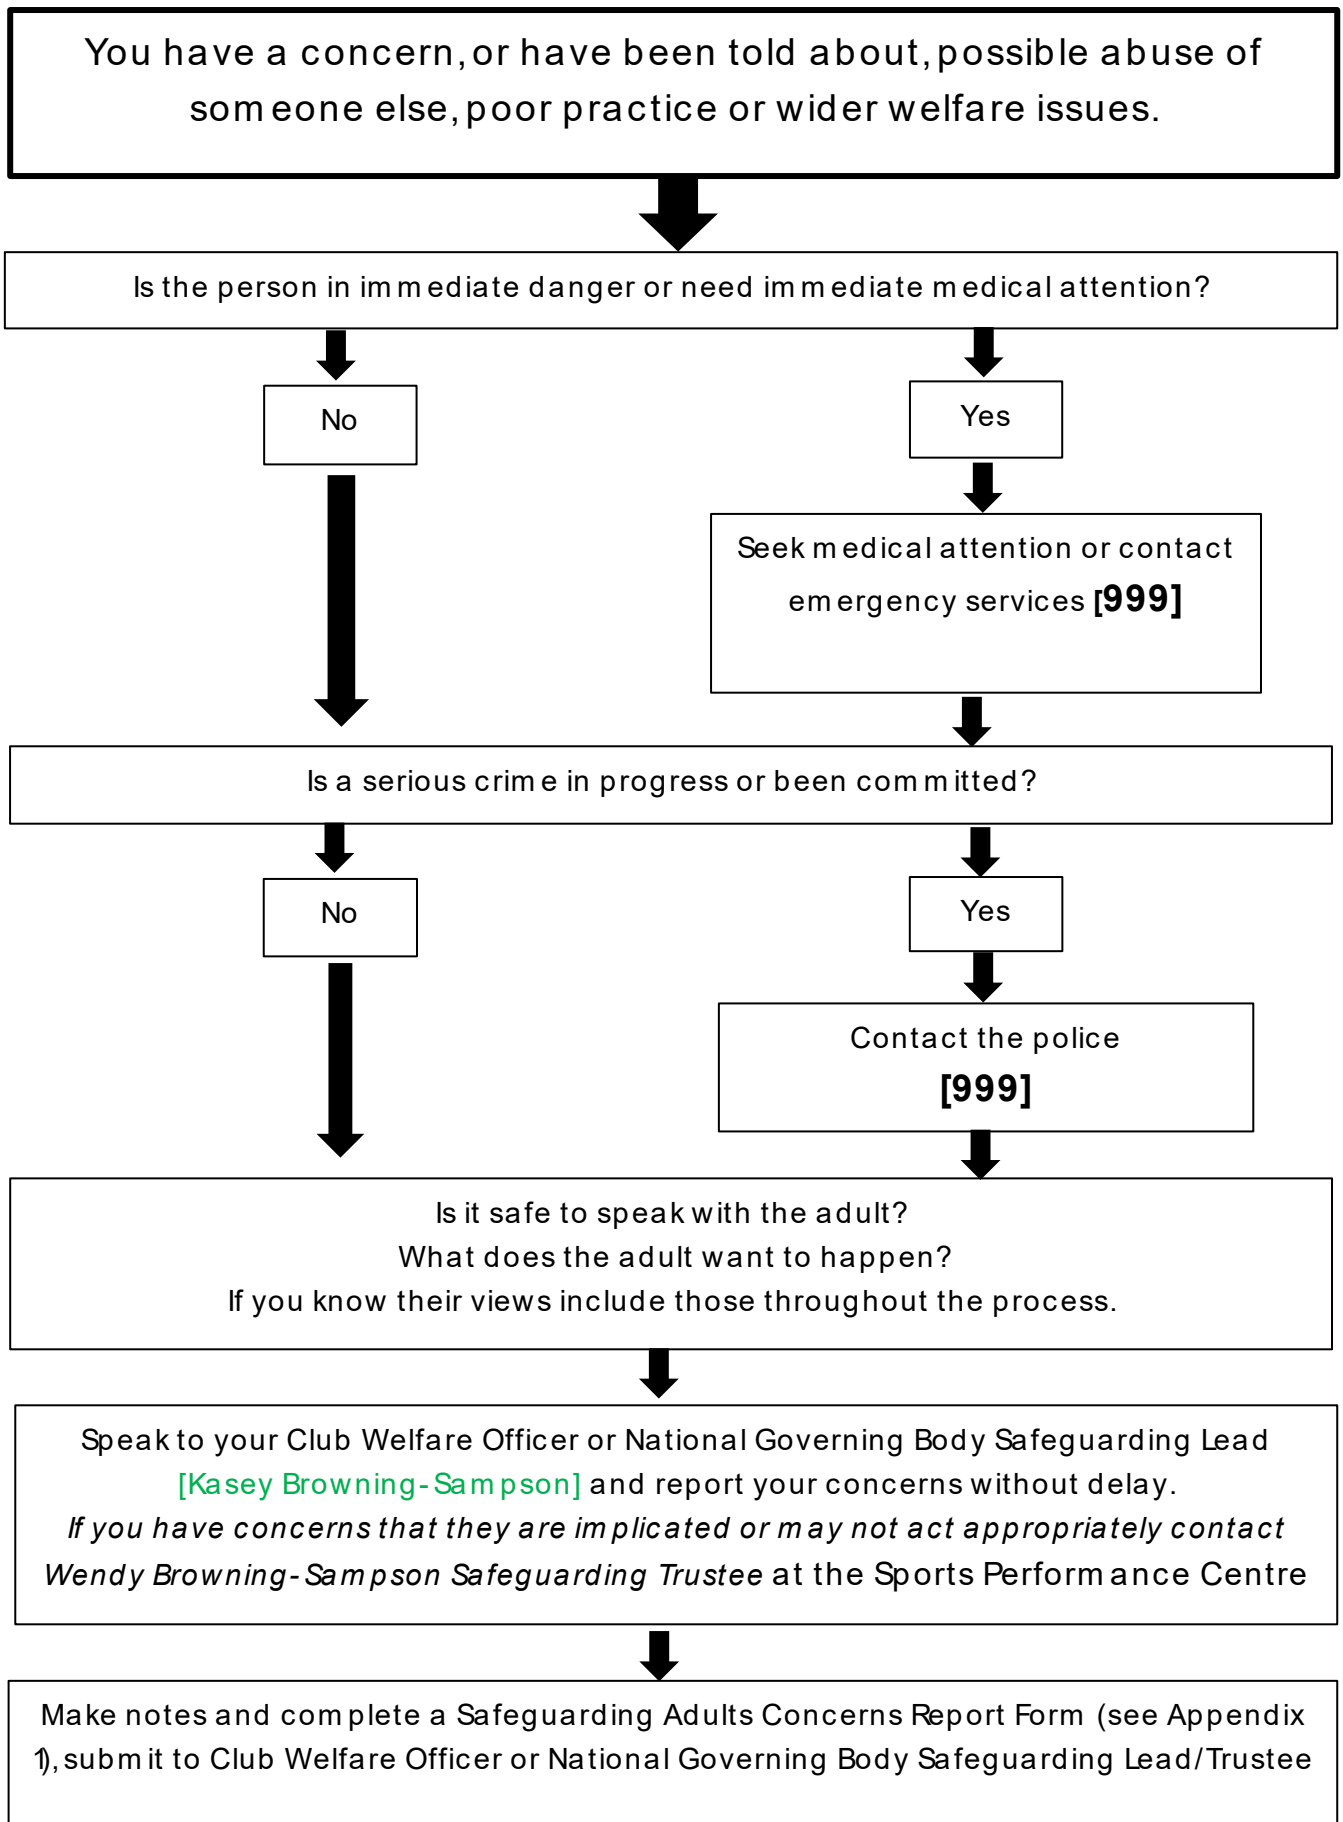 You have a concern, or have been told about, possible abuse of
someone else, poor practice or wider welfare issues.
Is the person in immediate danger or need immediate medical attention?
No
Yes
Seek medical attention or contact
emergency services [999]
Is a serious crime in progress or been committed?
No
Yes
Contact the police
[999]
Is it safe to speak with the adult?
What does the adult want to happen?
If you know their views include those throughout the process.
Speak to your Club Welfare Officer or National Governing Body Safeguarding Lead
[Kasey Browning-Sampson] and report your concerns without delay.
If you have concerns that they are implicated or may not act appropriately contact
Wendy Browning-Sampson Safeguarding Trustee at the Sports Performance Centre
Make notes and complete a Safeguarding Adults Concerns Report Form (see Appendix
1), submit to Club Welfare Officer or National Governing Body Safeguarding Lead/Trustee